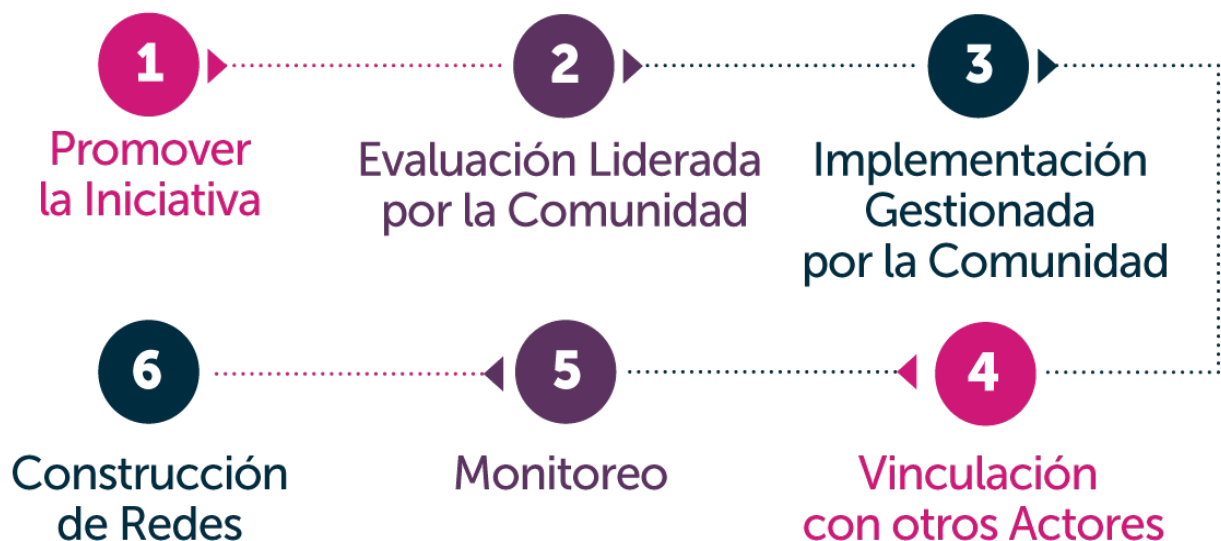 1
Promover
la Iniciativa
2
Evaluación Liderada
por la Comunidad
3
Implementación
Gestionada
por la Comunidad
4
Vinculación
con otros Actores
5
Monitoreo
6
Construcción
de Redes